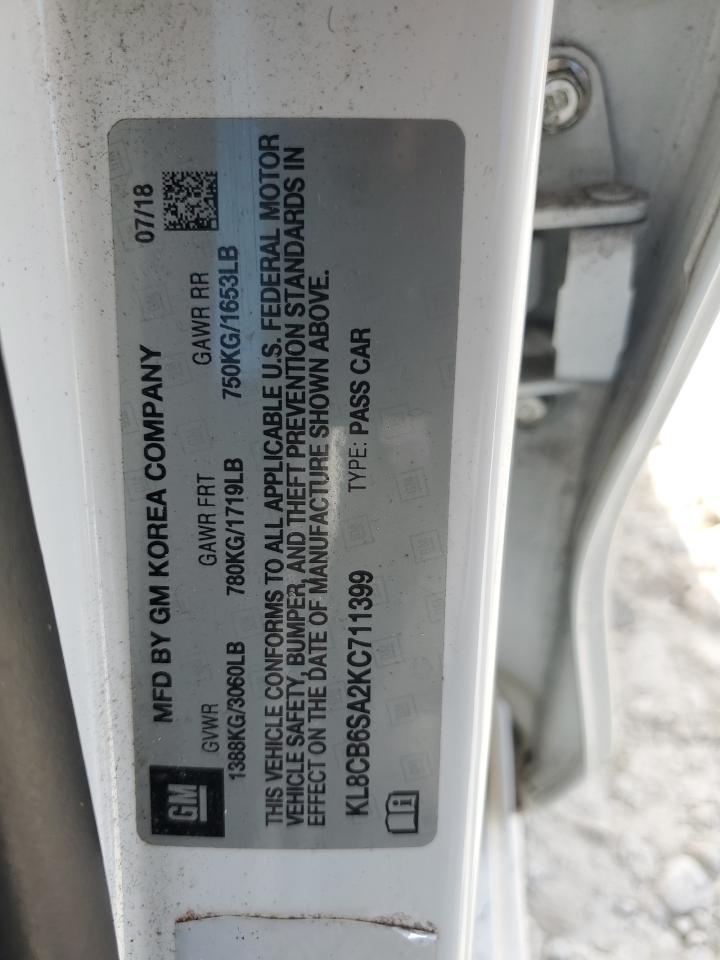 GM
MFD BY GM KOREA COMPANY 07/18
GVWR GAWR FRT GAWR RR
1388KG/3060LB 780KG/1719LB 750KG/1653LB
THIS VEHICLE CONFORMS TO ALL APPLICABLE U.S. FEDERAL MOTOR
VEHICLE SAFETY, BUMPER, AND THEFT PREVENTION STANDARDS IN
EFFECT ON THE DATE OF MANUFACTURE SHOWN ABOVE.
KL8CB6SA2KC711399 TYPE: PASS CAR